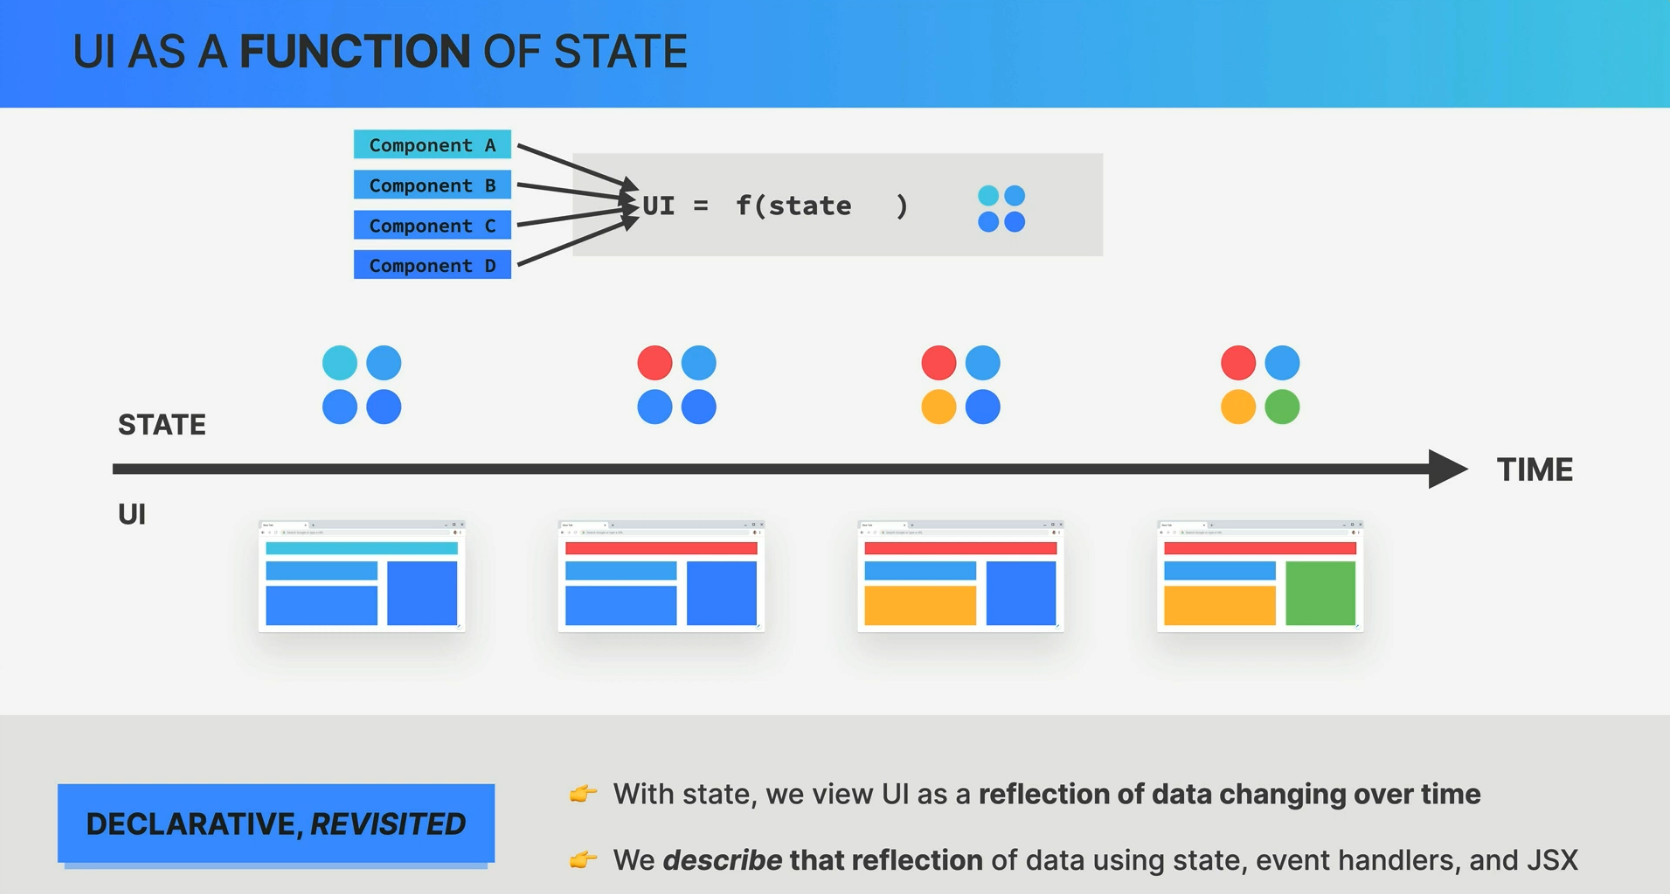 UI AS A FUNCTION OF STATE
Component A
Component B
Component C
Component D
UI = f(state )
STATE
TIME
UI
DECLARATIVE, REVISITED
👉 With state, we view UI as a reflection of data changing over time
👉 We describe that reflection of data using state, event handlers, and JSX